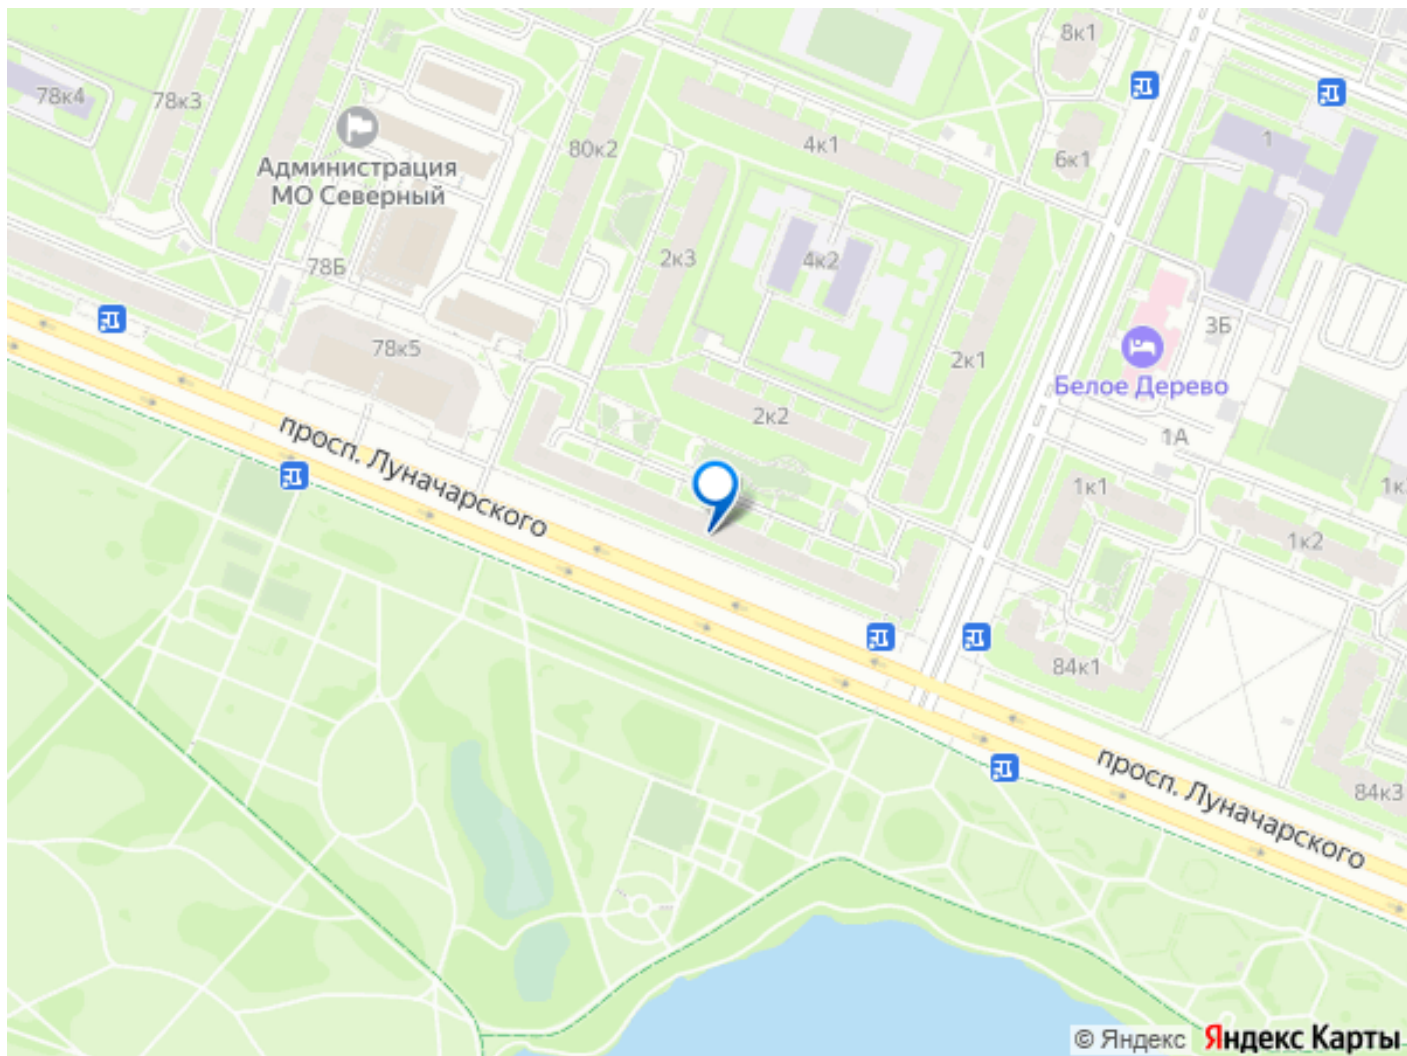 8к1
78к4
78к3
Администрация
МО Северный
80к2
4к1
6к1
1
78Б
2к3
4к2
3Б
78к5
2к1
Белое Дерево
2к2
1А
просп. Луначарского
1к1
1к
1к2
84к1
просп. Луначарского
84к3
© Яндекс Яндекс Карты